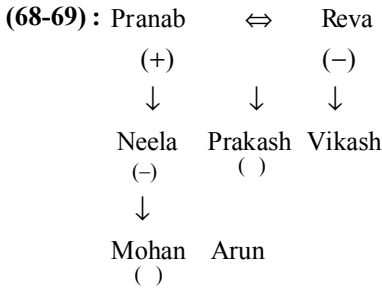 (68-69) : Pranab ⇔ Reva
(+) (−)
↓ ↓ ↓
Neela Prakash Vikash
(−) ( )
↓
Mohan Arun
( )